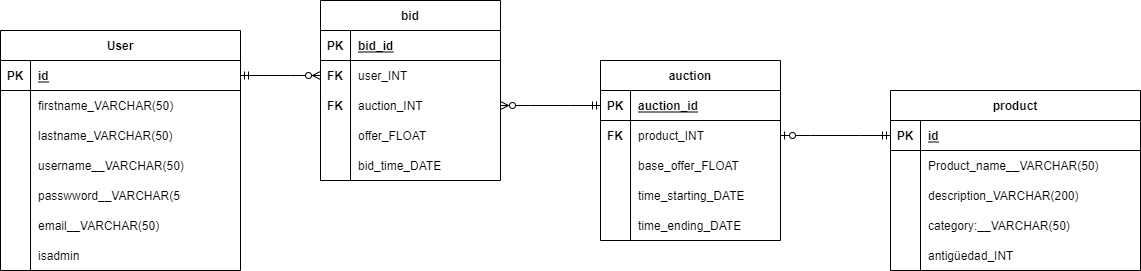 User
PK id
firstname_VARCHAR(50)
lastname_VARCHAR(50)
username__VARCHAR(50)
passwword__VARCHAR(5
email__VARCHAR(50)
isadmin
bid
PK bid_id
FK user_INT
FK auction_INT
offer_FLOAT
bid_time_DATE
auction
PK auction_id
FK product_INT
base_offer_FLOAT
time_starting_DATE
time_ending_DATE
product
PK id
Product_name__VARCHAR(50)
description_VARCHAR(200)
category:__VARCHAR(50)
antigüedad_INT